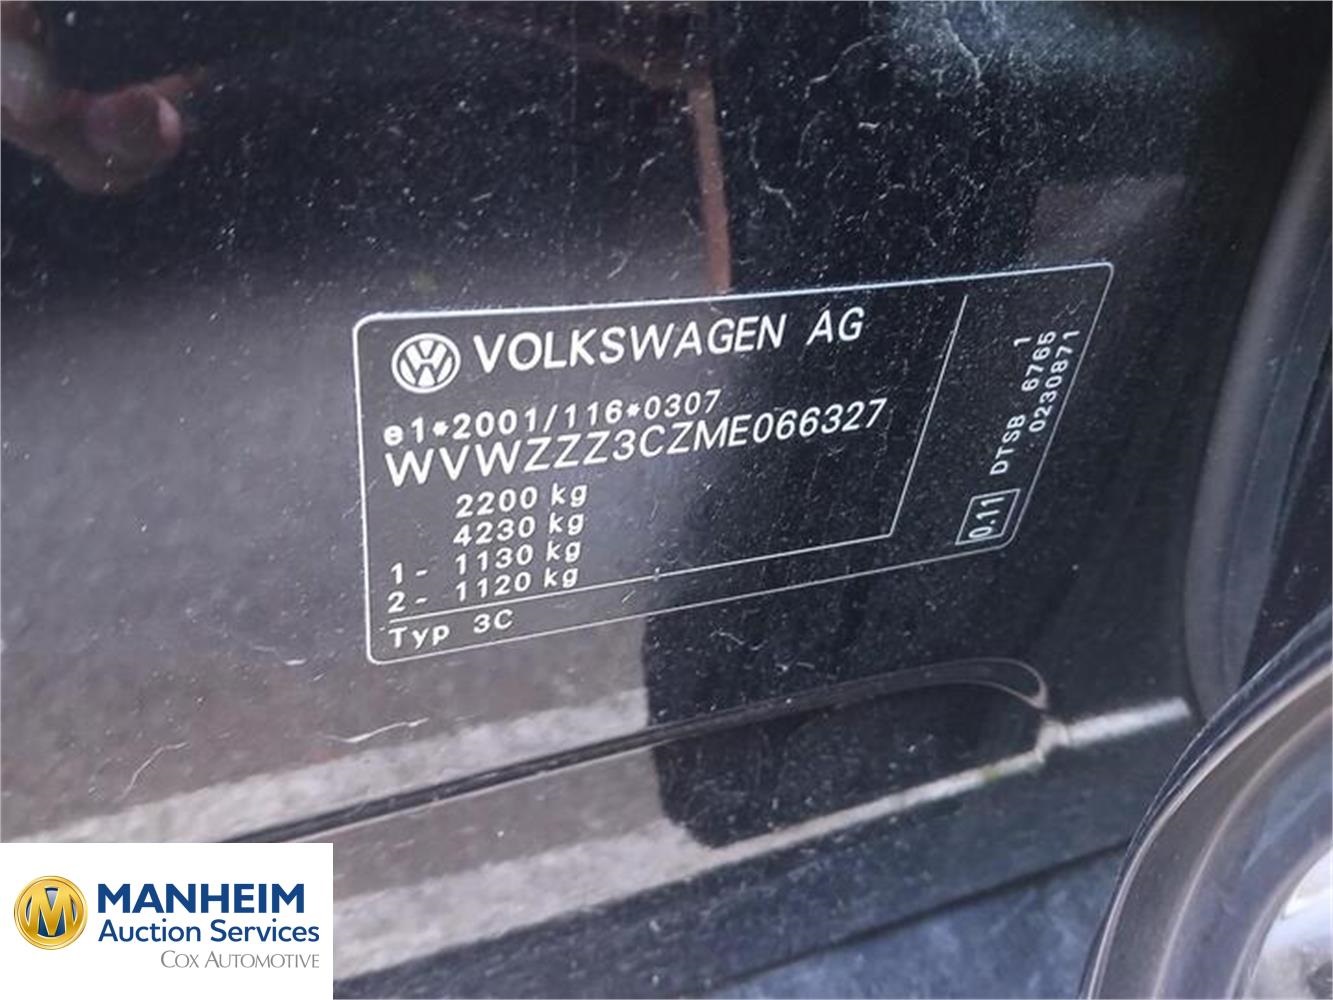 VOLKSWAGEN AG
e1*2001/116*0307
WVWZZZ3CZME066327
2200 kg
4230 kg
1- 1130 kg
2- 1120 kg
Typ 3C
1
DTSB 6765
0230871
0.11
MANHEIM
Auction Services
COX AUTOMOTIVE